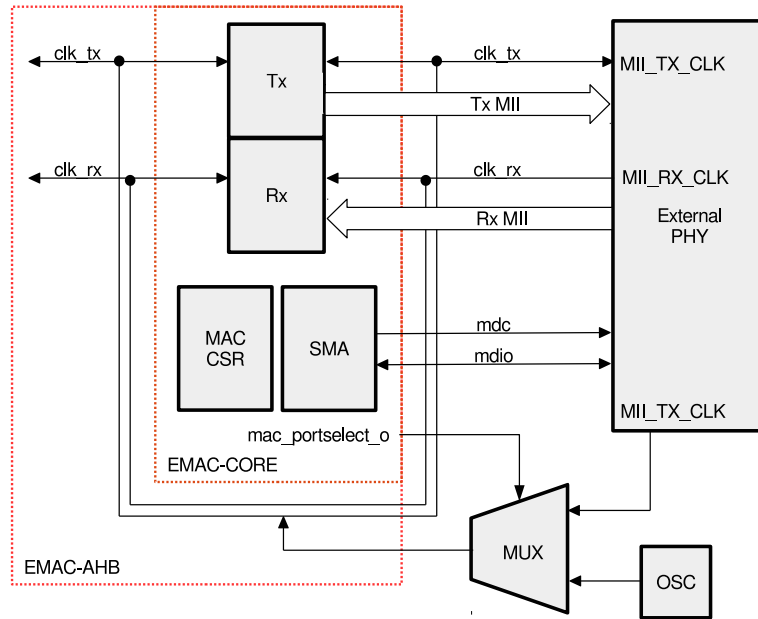 clk_tx
clk_tx
Tx
MII_TX_CLK
Tx MII
clk_rx
clk_rx
MII_RX_CLK
Rx
Rx MII
External
PHY
MAC
CSR
SMA
mdc
mdio
MII_TX_CLK
mac_portselect_o
EMAC-CORE
MUX
EMAC-AHB
OSC